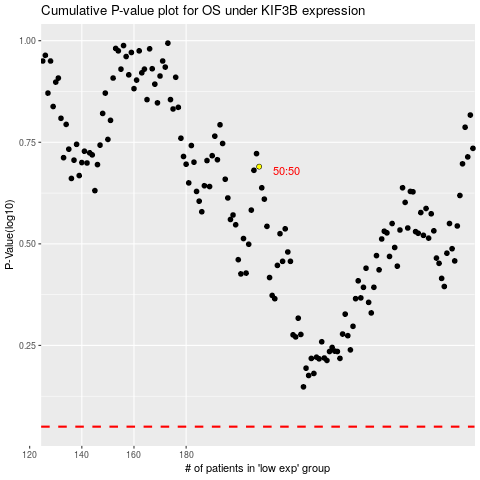 Cumulative P-value plot for OS under KIF3B expression
P-Value(log10)
1.00
0.75
0.50
0.25
50:50
120 140 160 180
# of patients in 'low exp' group